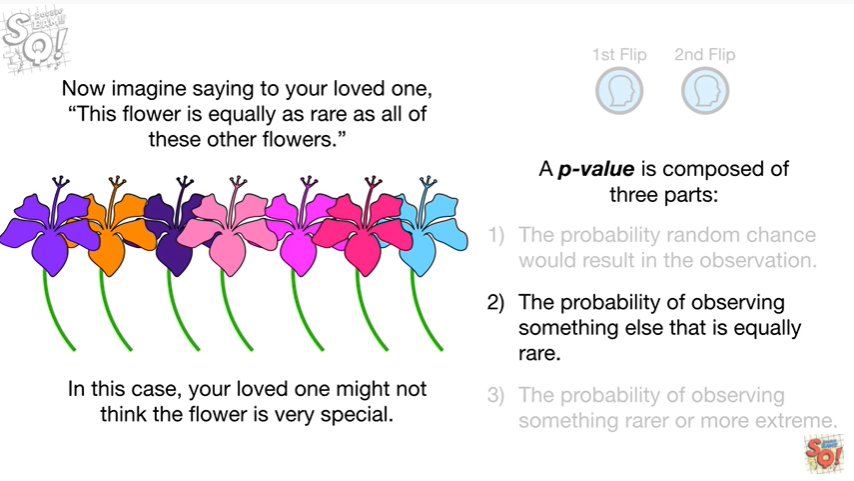 SQ!
1st Flip 2nd Flip
Now imagine saying to your loved one,
“This flower is equally as rare as all of
these other flowers.”
A p-value is composed of
three parts:
1) The probability random chance
would result in the observation.
2) The probability of observing
something else that is equally
rare.
3) The probability of observing
something rarer or more extreme.
In this case, your loved one might not
think the flower is very special.
SQ!